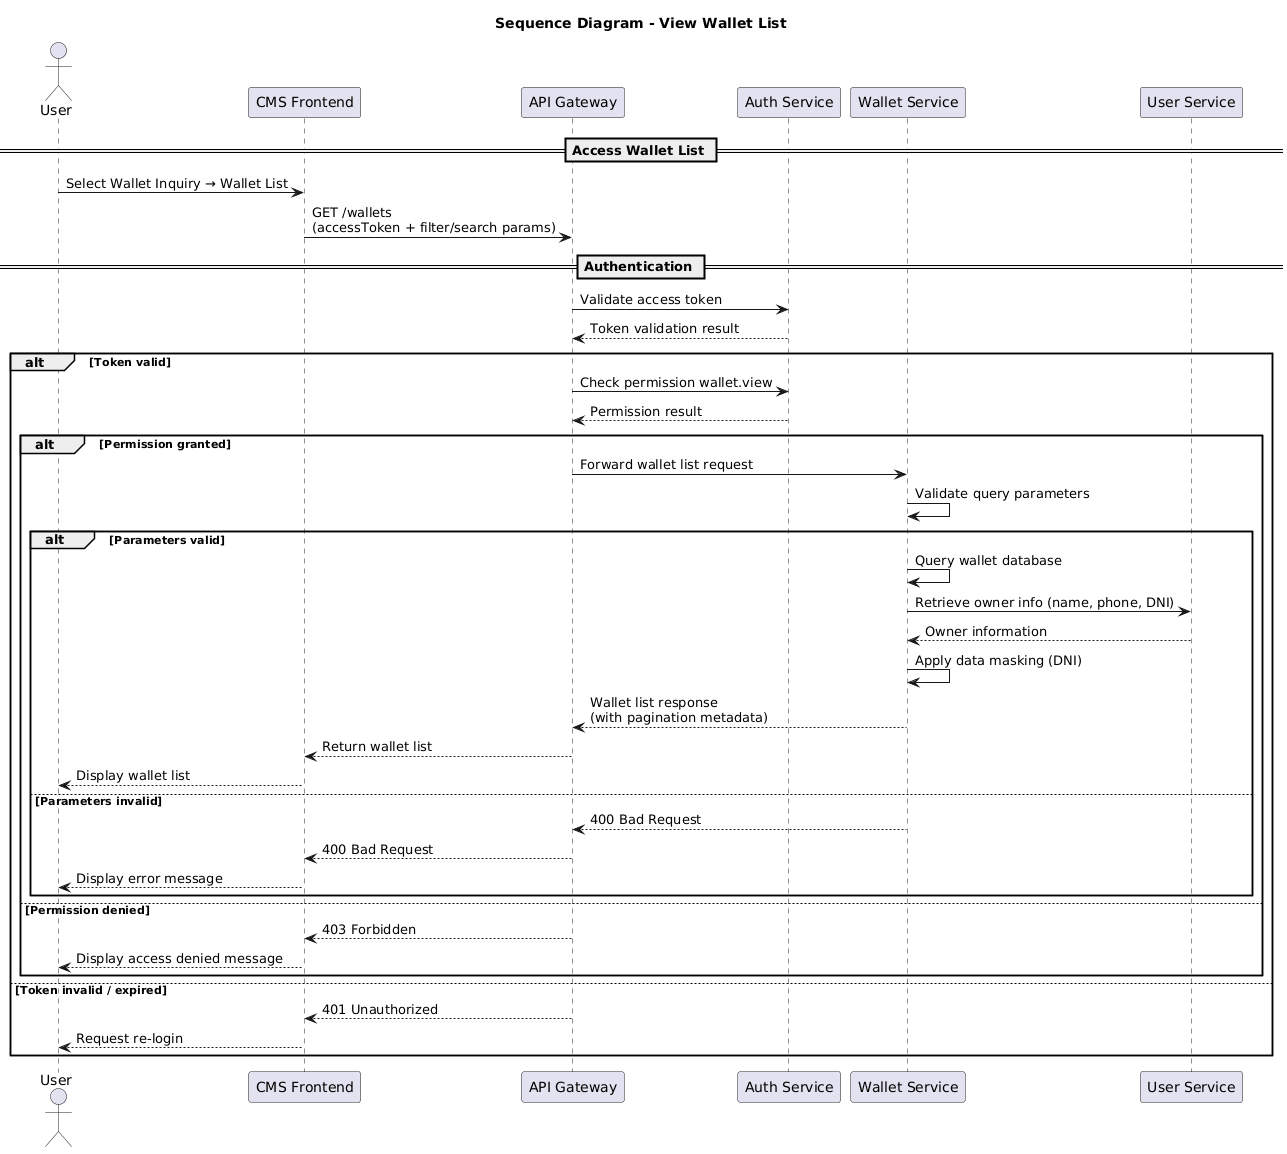 Sequence Diagram - View Wallet List
User
CMS Frontend
API Gateway
Auth Service
Wallet Service
User Service
Access Wallet List
Select Wallet Inquiry → Wallet List
GET /wallets
(accessToken + filter/search params)
Authentication
Validate access token
Token validation result
alt [Token valid]
Check permission wallet.view
Permission result
alt [Permission granted]
Forward wallet list request
Validate query parameters
alt [Parameters valid]
Query wallet database
Retrieve owner info (name, phone, DNI)
Owner information
Apply data masking (DNI)
Wallet list response
(with pagination metadata)
Return wallet list
Display wallet list
[Parameters invalid]
400 Bad Request
400 Bad Request
Display error message
[Permission denied]
403 Forbidden
Display access denied message
[Token invalid / expired]
401 Unauthorized
Request re-login
User
CMS Frontend
API Gateway
Auth Service
Wallet Service
User Service